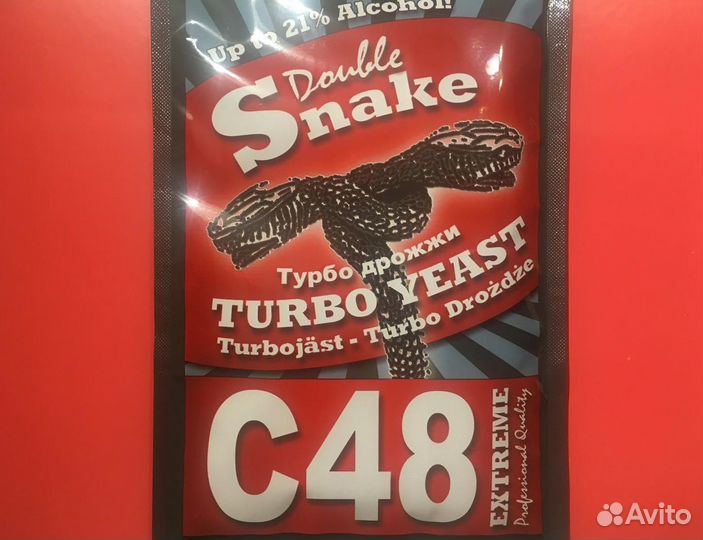 Up to 21% Alcohol!
Double
Snake
Турбо дрожжи
TURBO YEAST
Turbojäst - Turbo Drożdże
C48
EXTREME
Professional Quality
Avito